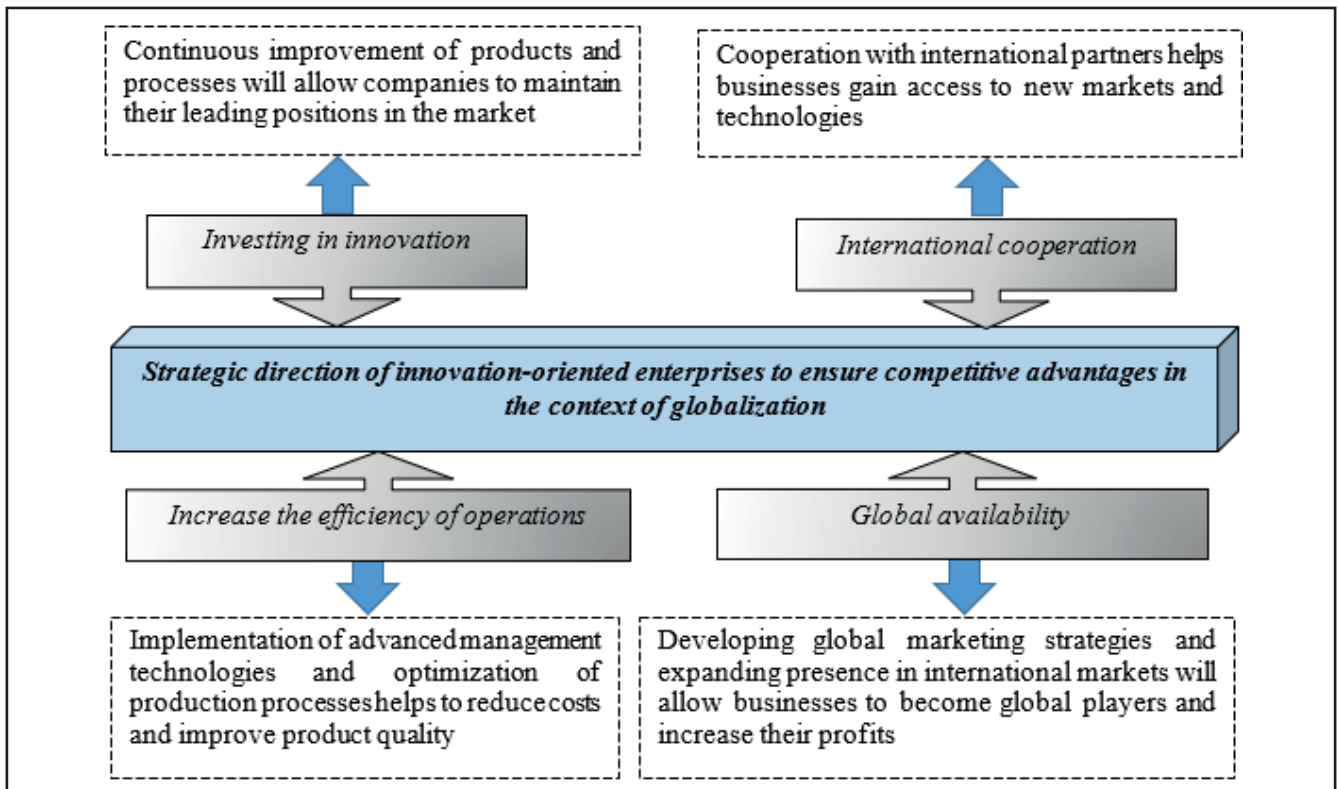 Continuous improvement of products and
processes will allow companies to maintain
their leading positions in the market
Cooperation with international partners helps
businesses gain access to new markets and
technologies
Investing in innovation
International cooperation
Strategic direction of innovation-oriented enterprises to ensure competitive advantages in
the context of globalization
Increase the efficiency of operations
Global availability
Implementation of advanced management
technologies and optimization of
production processes helps to reduce costs
and improve product quality
Developing global marketing strategies and
expanding presence in international markets will
allow businesses to become global players and
increase their profits